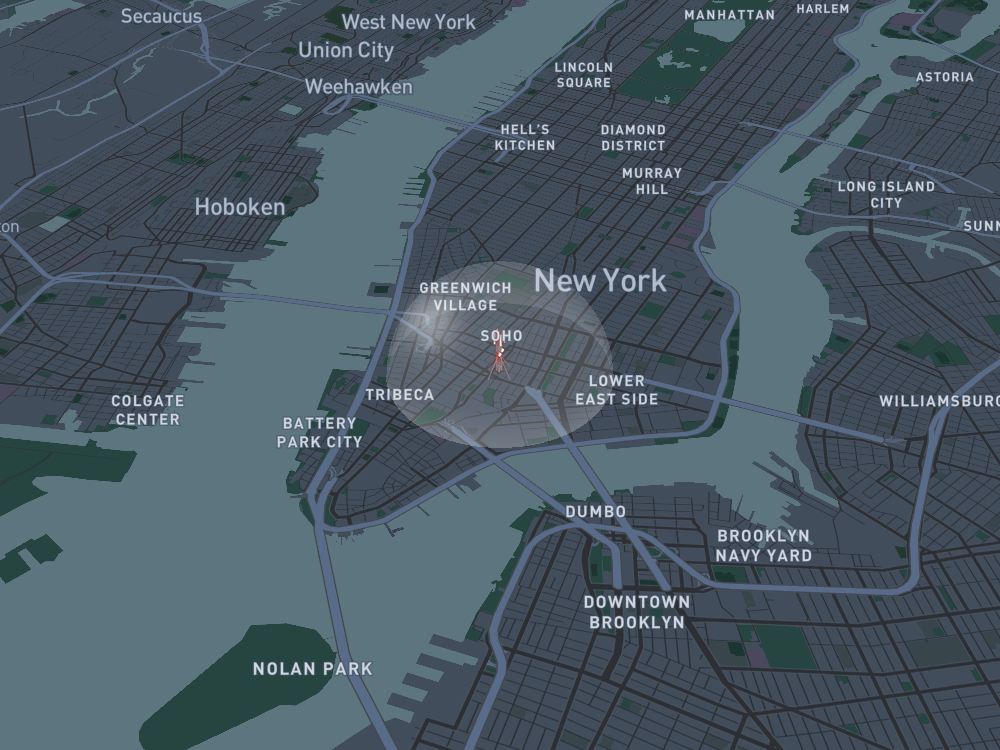 Secaucus
West New York
MANHATTAN
HARLEM
Union City
LINCOLN
SQUARE
ASTORIA
Weehawken
HELL'S
KITCHEN
DIAMOND
DISTRICT
MURRAY
HILL
LONG ISLAND
CITY
Hoboken
ton
SUNN
New York
GREENWICH
VILLAGE
SOHO
LOWER
EAST SIDE
TRIBECA
WILLIAMSBURG
COLGATE
CENTER
BATTERY
PARK CITY
DUMBO
BROOKLYN
NAVY YARD
DOWNTOWN
BROOKLYN
NOLAN PARK